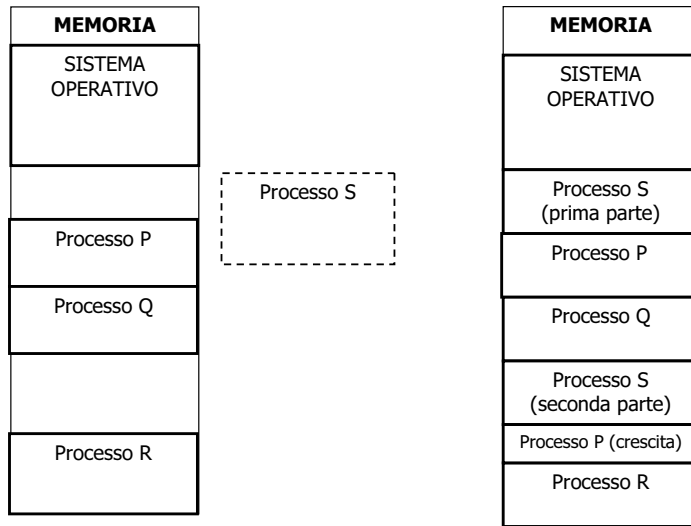 MEMORIA
SISTEMA
OPERATIVO
Processo P
Processo Q
Processo R
Processo S
MEMORIA
SISTEMA
OPERATIVO
Processo S
(prima parte)
Processo P
Processo Q
Processo S
(seconda parte)
Processo P (crescita)
Processo R